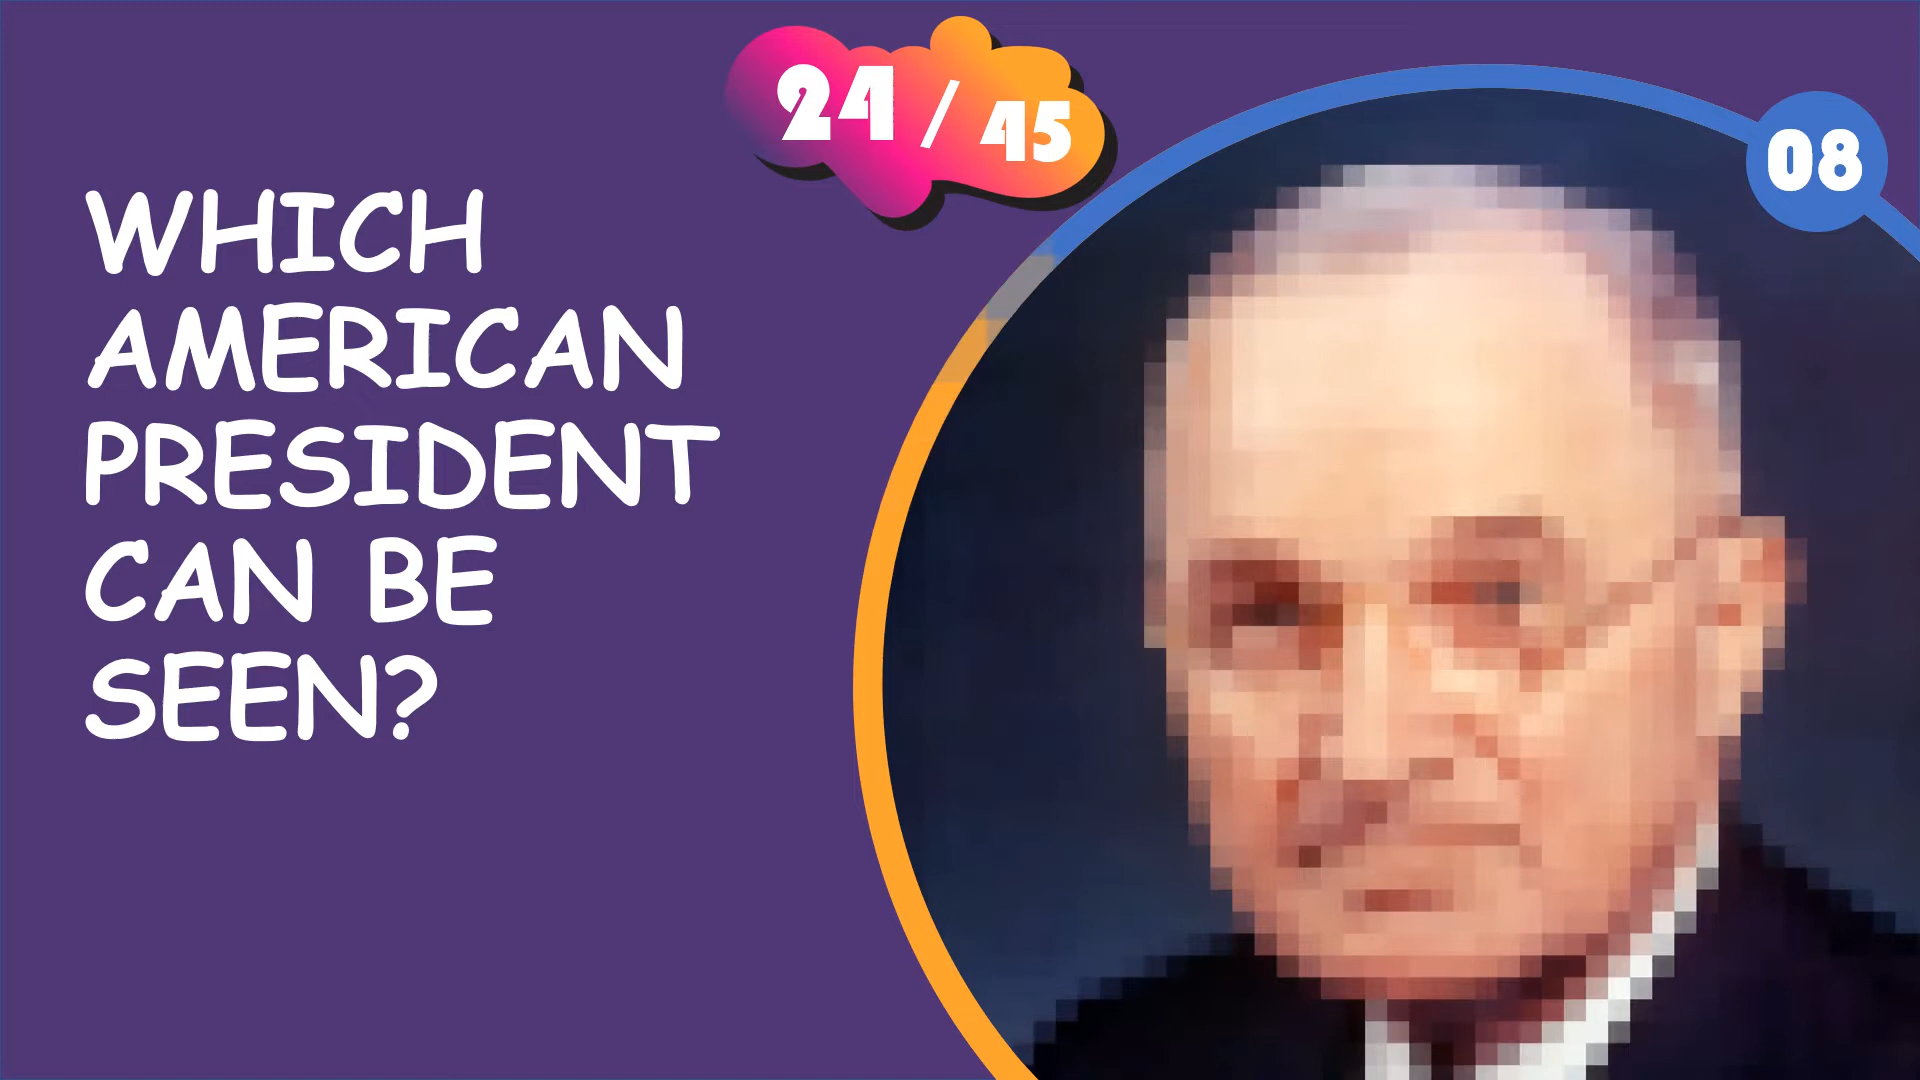 24 / 45
08
WHICH
AMERICAN
PRESIDENT
CAN BE
SEEN?